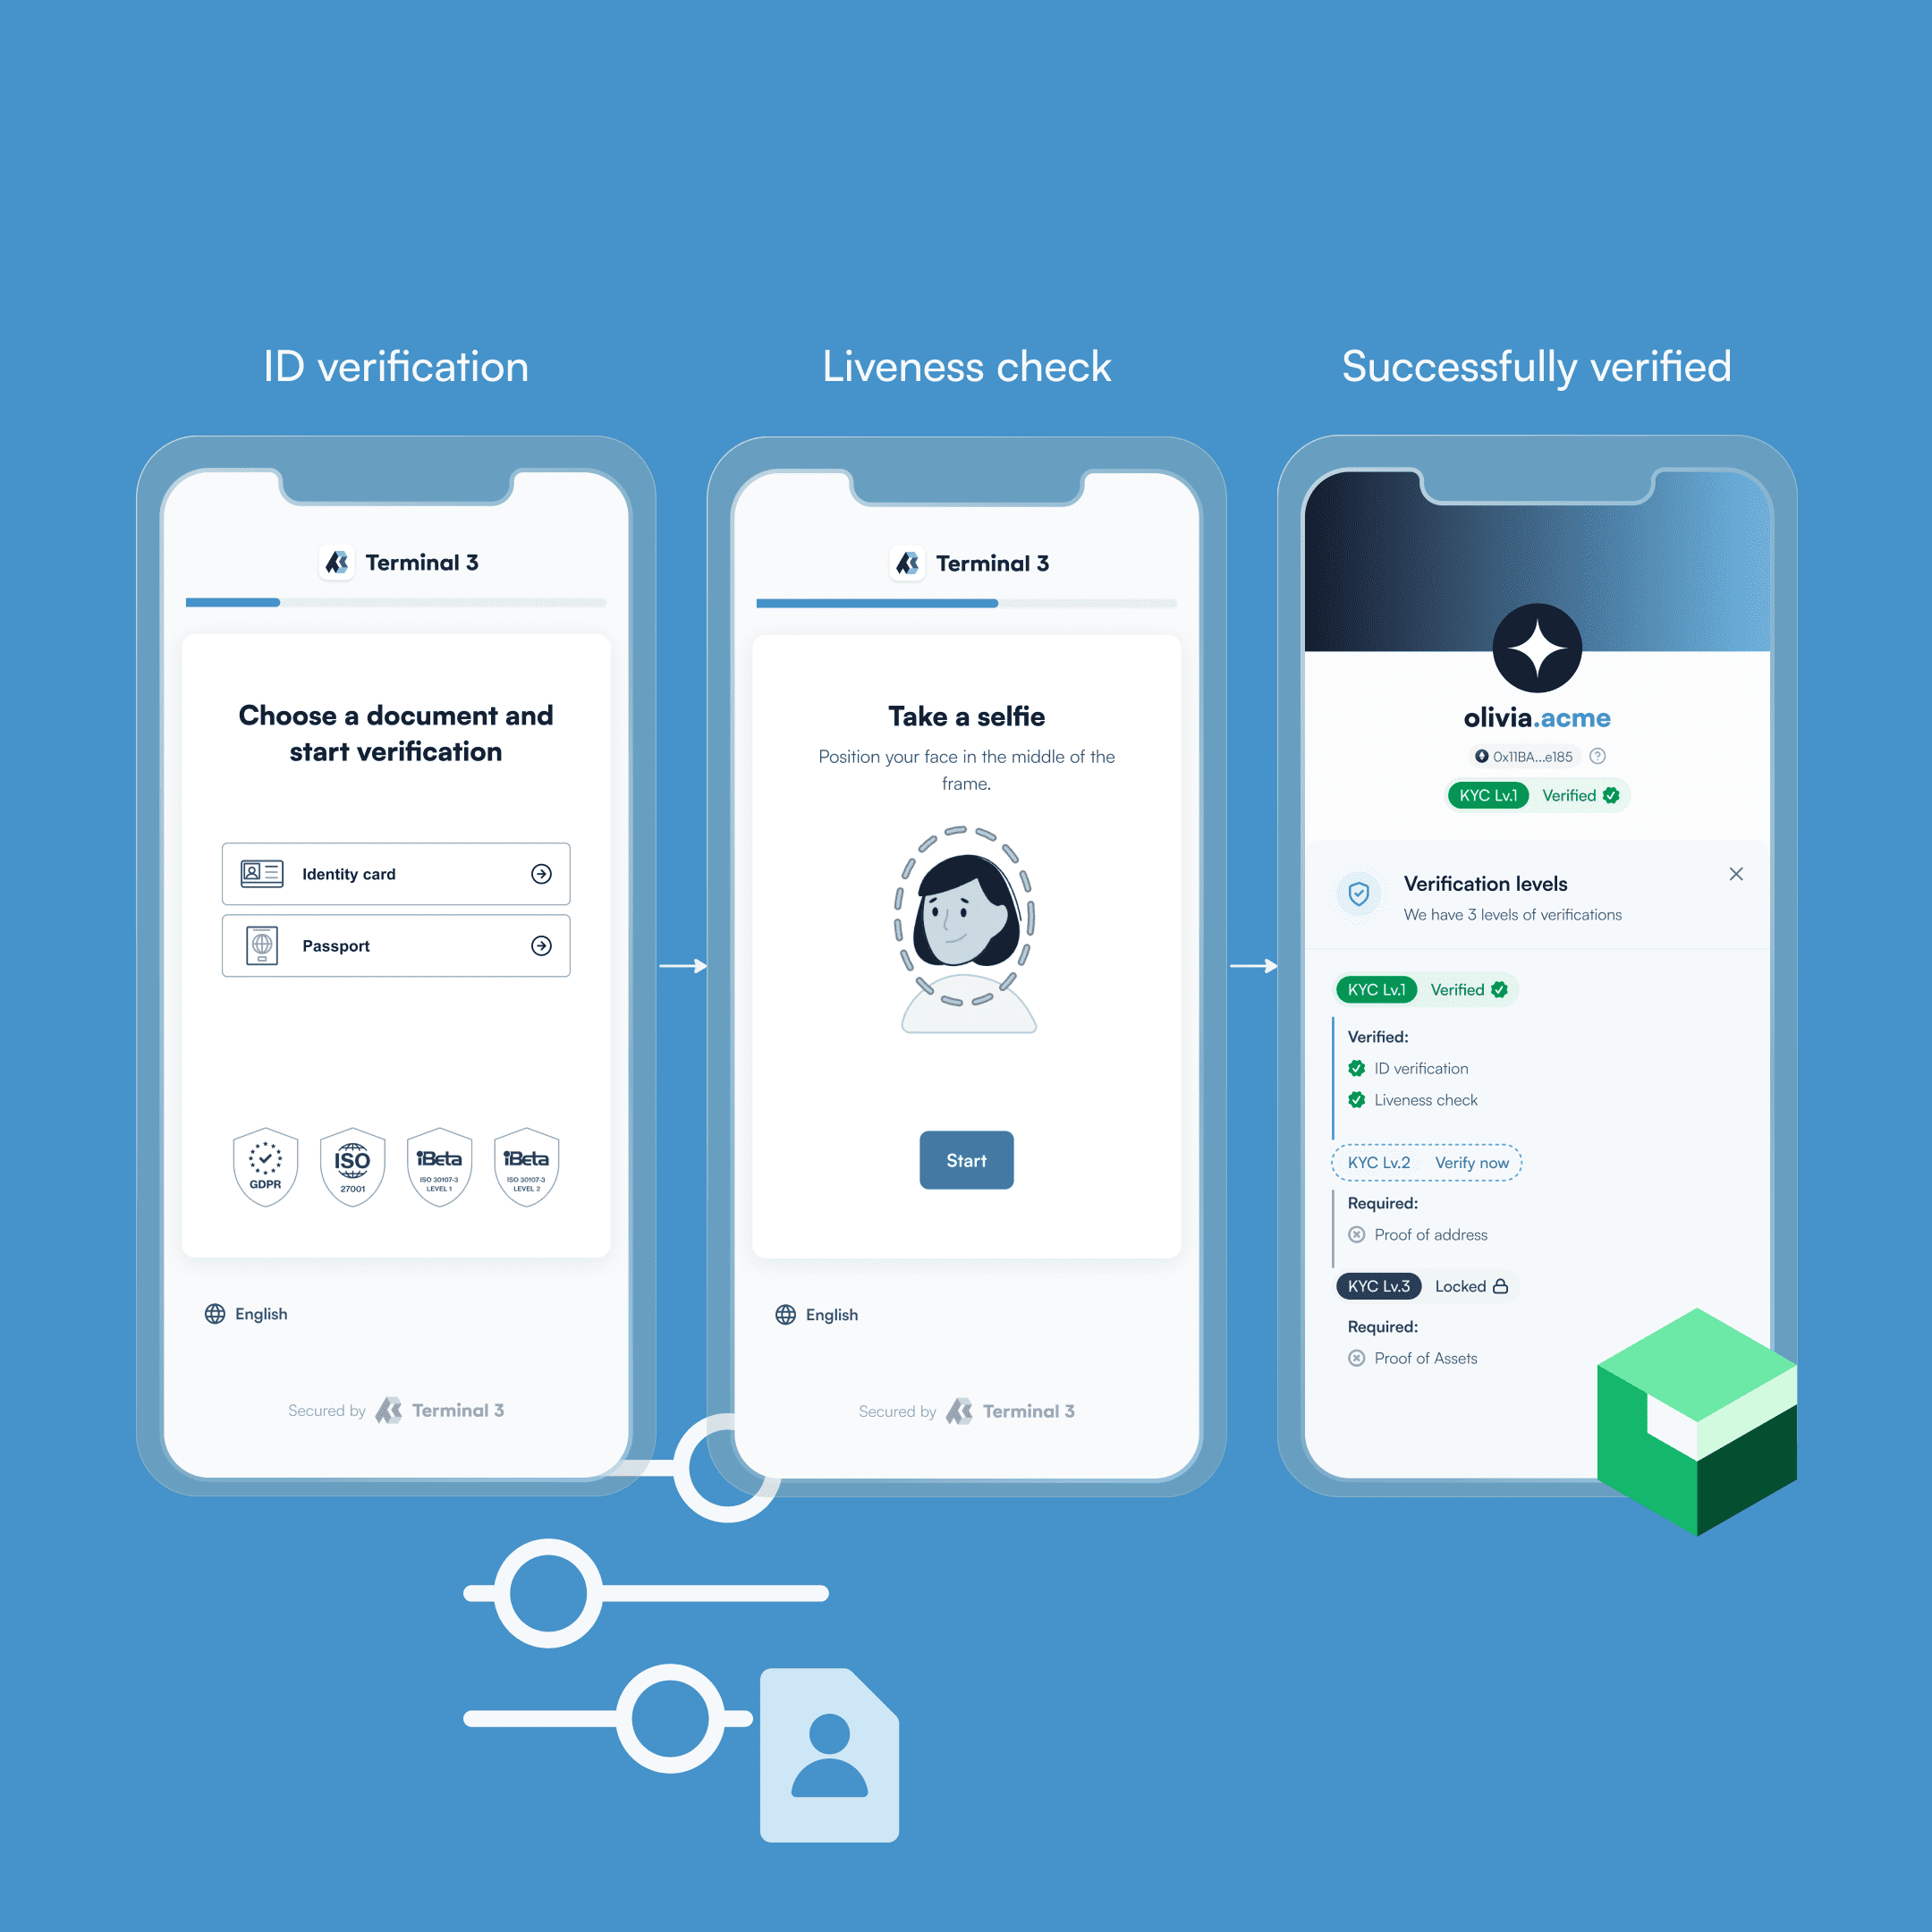 ID verification
Terminal 3
Choose a document and
start verification
Identity card
Passport
GDPR
ISO
27001
iBeta
ISO 30107-3
LEVEL 1
iBeta
ISO 30107-3
LEVEL 2
English
Secured by Terminal 3
Liveness check
Terminal 3
Take a selfie
Position your face in the middle of the
frame.
Start
English
Secured by Terminal 3
Successfully verified
olivia.acme
0x11BA...e185
KYC Lv.1 Verified
Verification levels
We have 3 levels of verifications
KYC Lv.1 Verified
Verified:
ID verification
Liveness check
KYC Lv.2 Verify now
Required:
Proof of address
KYC Lv.3 Locked
Required:
Proof of Assets